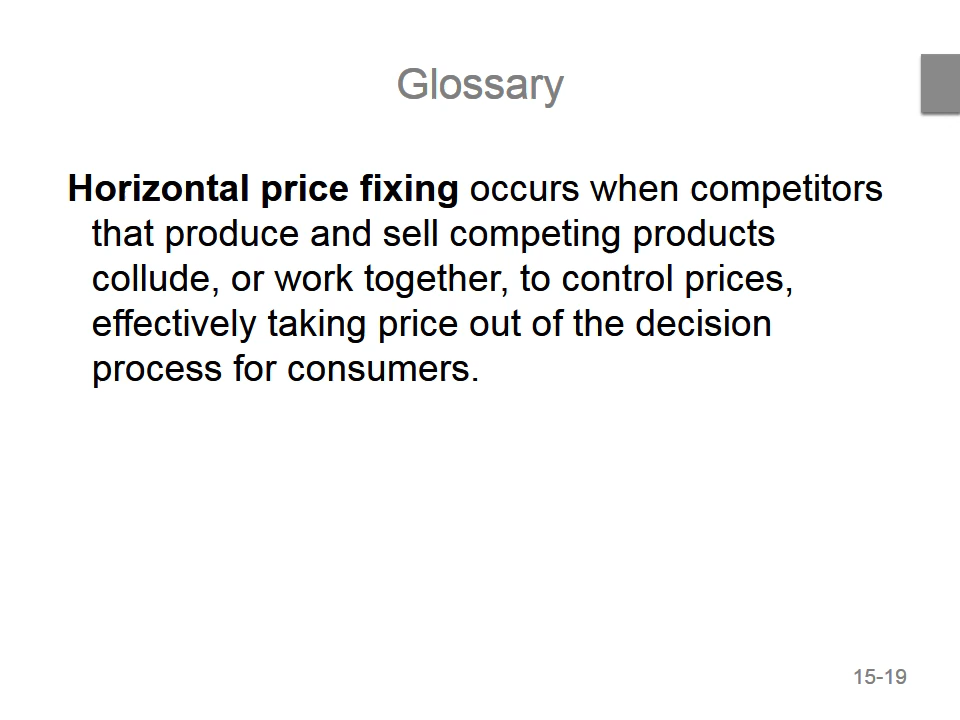 Glossary
Horizontal price fixing occurs when competitors
that produce and sell competing products
collude, or work together, to control prices,
effectively taking price out of the decision
process for consumers.
15-19